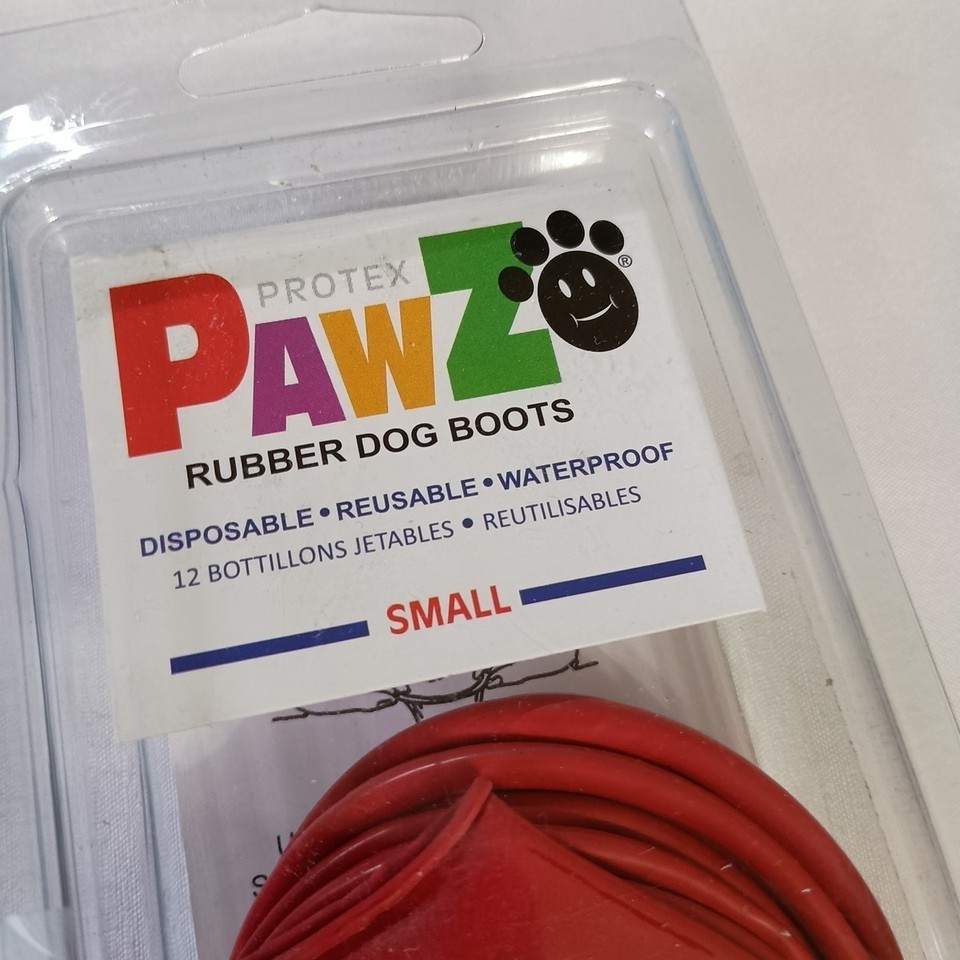 PROTEX
PAWZ®
RUBBER DOG BOOTS
DISPOSABLE • REUSABLE • WATERPROOF
12 BOTTILLONS JETABLES • REUTILISABLES
SMALL